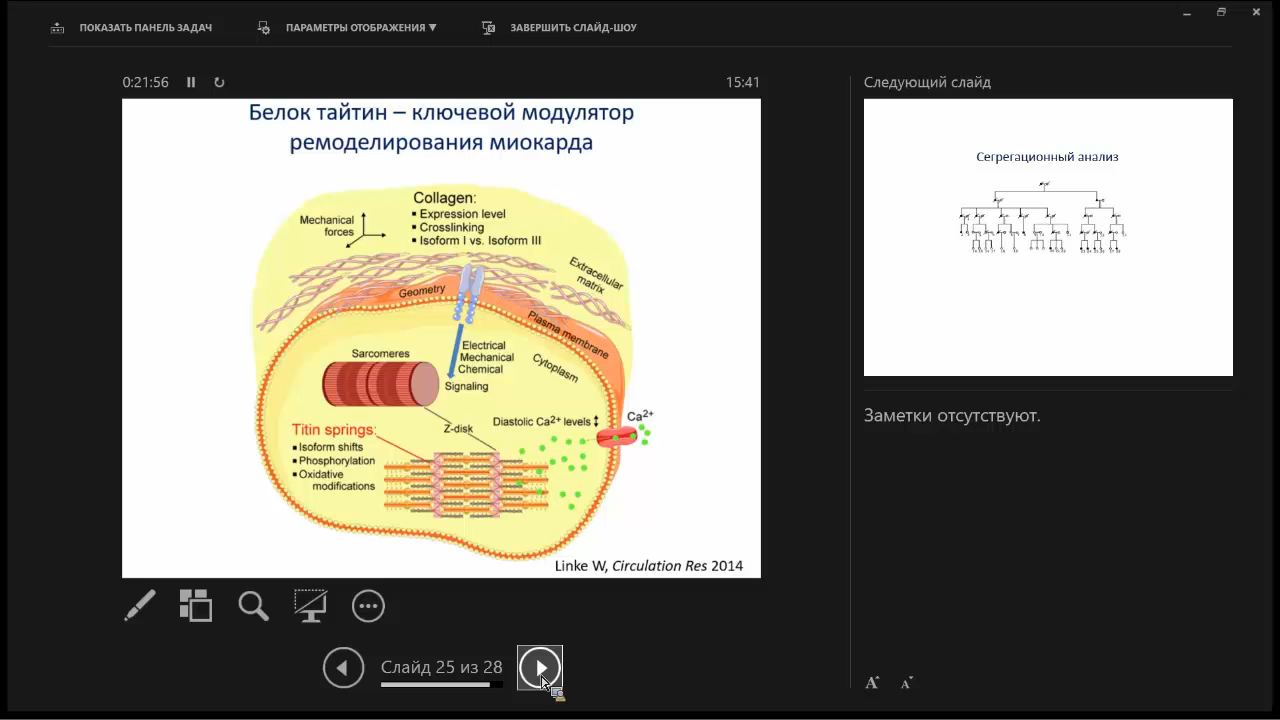 ПОКАЗАТЬ ПАНЕЛЬ ЗАДАЧ
ПАРАМЕТРЫ ОТОБРАЖЕНИЯ ▼
ЗАВЕРШИТЬ СЛАЙД-ШОУ
0:21:56
15:41
Белок тайтин – ключевой модулятор
ремоделирования миокарда
Collagen:
▪ Expression level
▪ Crosslinking
▪ Isoform I vs. Isoform III
Mechanical
forces
Extracellular
matrix
Geometry
Plasma membrane
Cytoplasm
Electrical
Mechanical
Chemical
Signaling
Sarcomeres
Z-disk
Diastolic Ca2+ levels
Ca2+
Titin springs:
▪ Isoform shifts
▪ Phosphorylation
▪ Oxidative
modifications
Linke W, Circulation Res 2014
Слайд 25 из 28
Следующий слайд
Сегрегационный анализ
Заметки отсутствуют.
A A